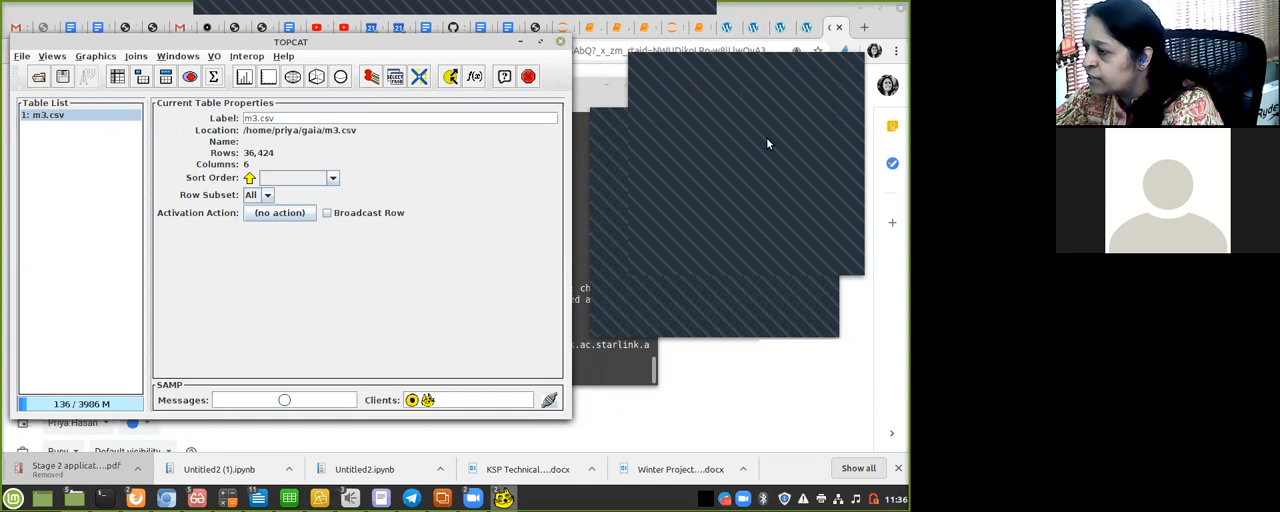 TOPCAT
File Views Graphics Joins Windows VO Interop Help
Table List
1: m3.csv
136 / 3986 M
Current Table Properties
Label: m3.csv
Location: /home/priya/gaia/m3.csv
Name:
Rows: 36,424
Columns: 6
Sort Order:
Row Subset: All
Activation Action: (no action) Broadcast Row
SAMP
Messages: Clients:
.ac.starlink.a
Priya Hasan
Busy Default visibility
Stage 2 applicat....pdf
Removed
Untitled2 (1).ipynb
Untitled2.ipynb
KSP Technical....docx
Winter Project....docx
Show all
11:36